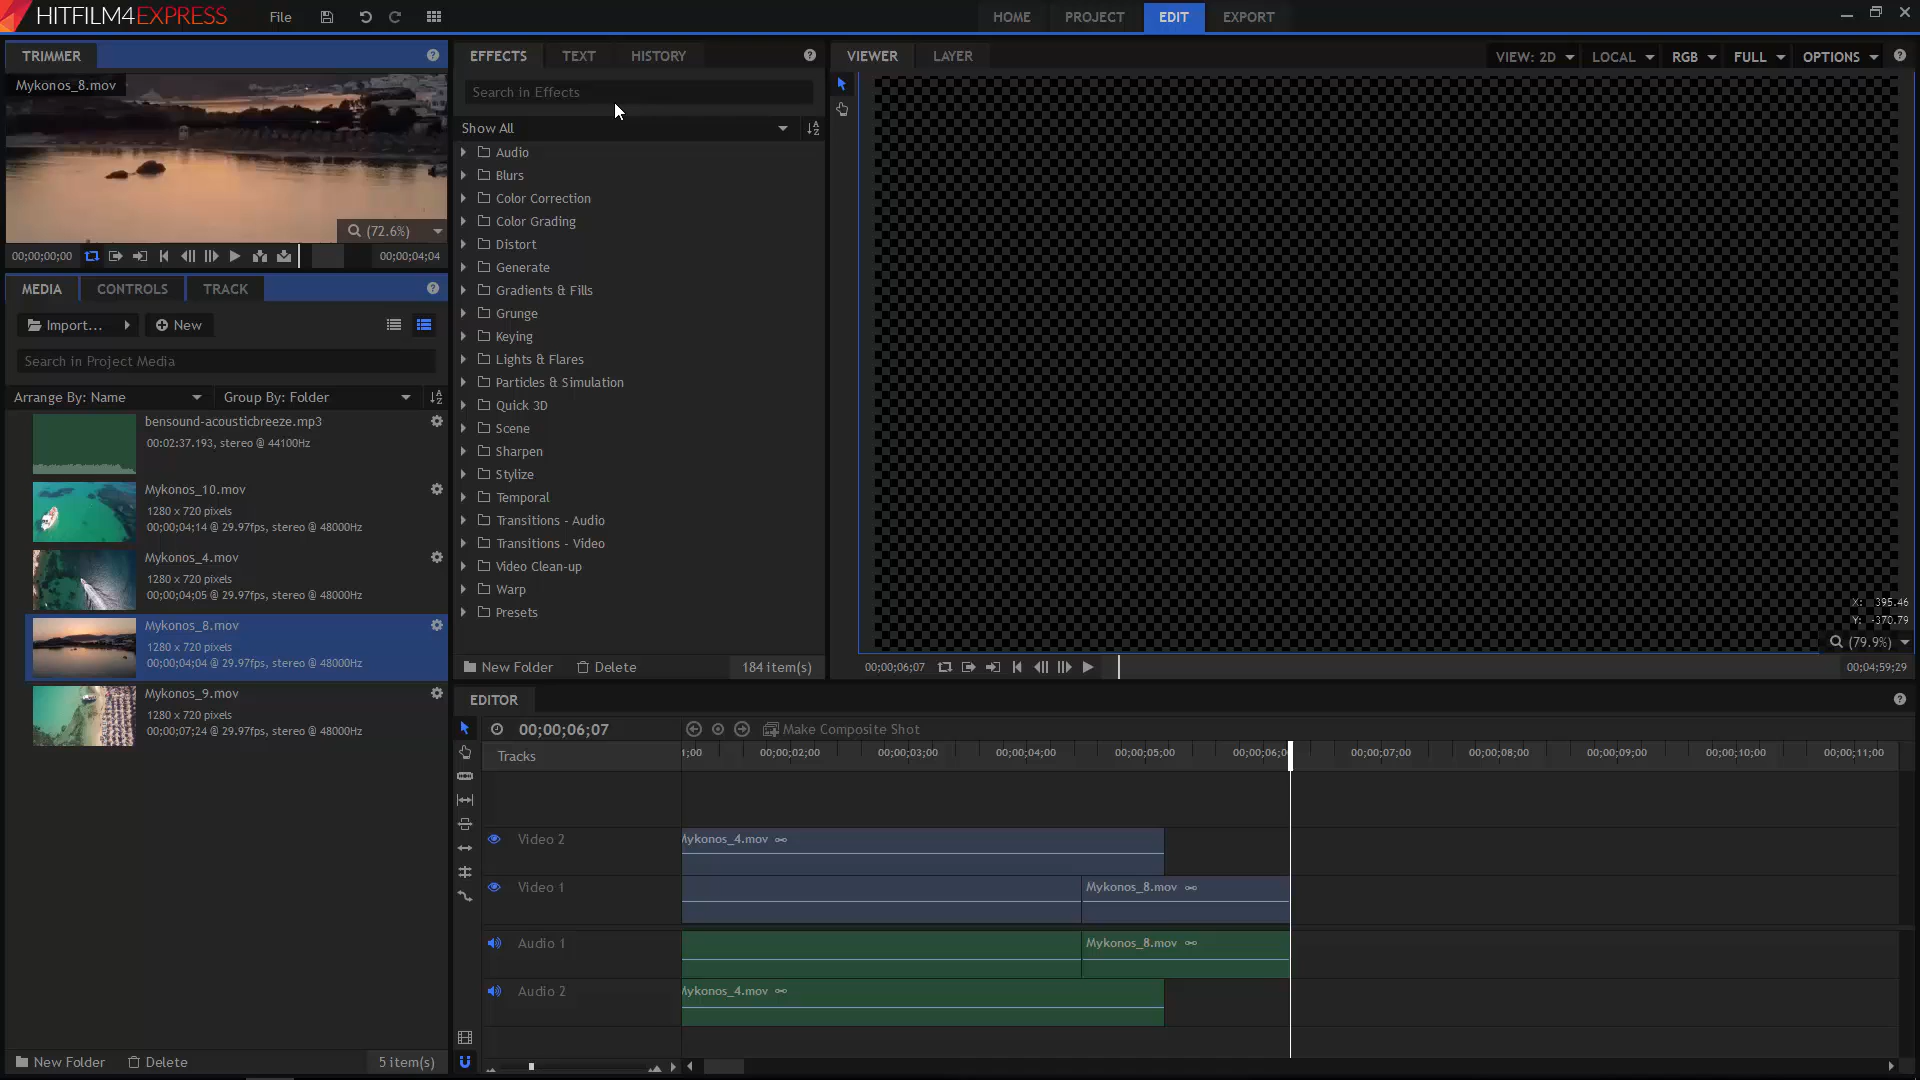 HITFILM4EXPRESS
File
HOME
PROJECT
EDIT
EXPORT
TRIMMER
Mykonos_8.mov
(72.6%)
00;00;00;00
00;00;04;04
MEDIA
CONTROLS
TRACK
Import...
New
Search in Project Media
Arrange By: Name
Group By: Folder
bensound-acousticbreeze.mp3
00:02:37.193, stereo @ 44100Hz
Mykonos_10.mov
1280 x 720 pixels
00;00;04;14 @ 29.97fps, stereo @ 48000Hz
Mykonos_4.mov
1280 x 720 pixels
00;00;04;05 @ 29.97fps, stereo @ 48000Hz
Mykonos_8.mov
1280 x 720 pixels
00;00;04;04 @ 29.97fps, stereo @ 48000Hz
Mykonos_9.mov
1280 x 720 pixels
00;00;07;24 @ 29.97fps, stereo @ 48000Hz
New Folder
Delete
5 item(s)
EFFECTS
TEXT
HISTORY
Search in Effects
Show All
Audio
Blurs
Color Correction
Color Grading
Distort
Generate
Gradients & Fills
Grunge
Keying
Lights & Flares
Particles & Simulation
Quick 3D
Scene
Sharpen
Stylize
Temporal
Transitions - Audio
Transitions - Video
Video Clean-up
Warp
Presets
New Folder
Delete
184 item(s)
VIEWER
LAYER
VIEW: 2D
LOCAL
RGB
FULL
OPTIONS
X: 395.46
Y: -370.79
(79.9%)
00;00;06;07
00;04;59;29
EDITOR
00;00;06;07
Make Composite Shot
Tracks
1;00
00;00;02;00
00;00;03;00
00;00;04;00
00;00;05;00
00;00;06;0
00;00;07;00
00;00;08;00
00;00;09;00
00;00;10;00
00;00;11;00
Video 2
Mykonos_4.mov
Video 1
Mykonos_8.mov
Audio 1
Mykonos_8.mov
Audio 2
Mykonos_4.mov